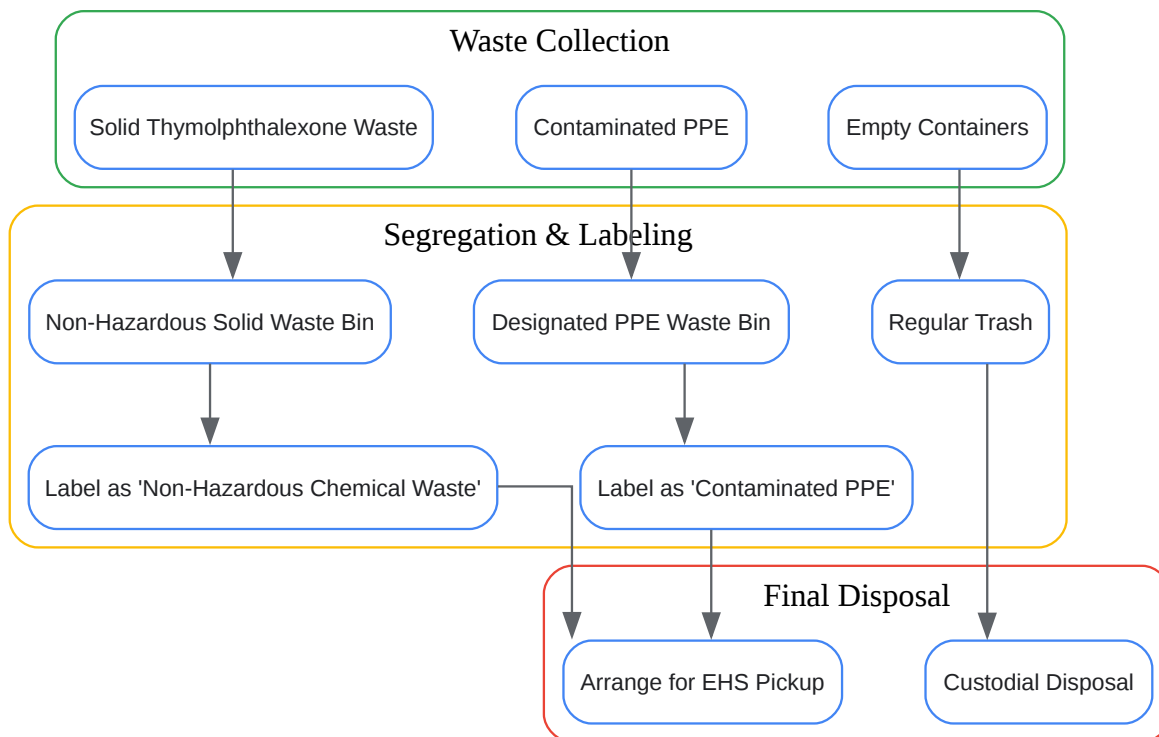 Waste Collection
Solid Thymolphthalexone Waste
Contaminated PPE
Empty Containers
Segregation & Labeling
Non-Hazardous Solid Waste Bin
Designated PPE Waste Bin
Regular Trash
Label as 'Non-Hazardous Chemical Waste'
Label as 'Contaminated PPE'
Final Disposal
Arrange for EHS Pickup
Custodial Disposal